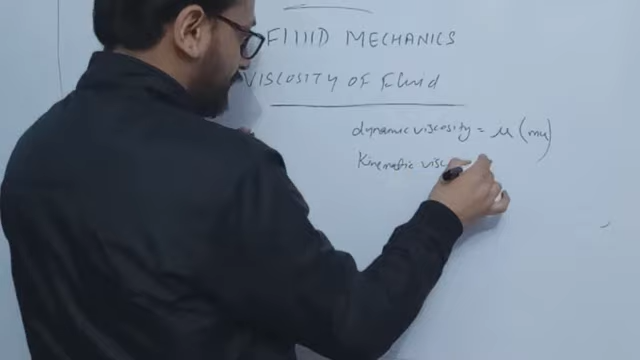 FLUID MECHANICS
VISCOSITY OF Fluid
dynamic viscosity = μ (mu)
Kinematic visc